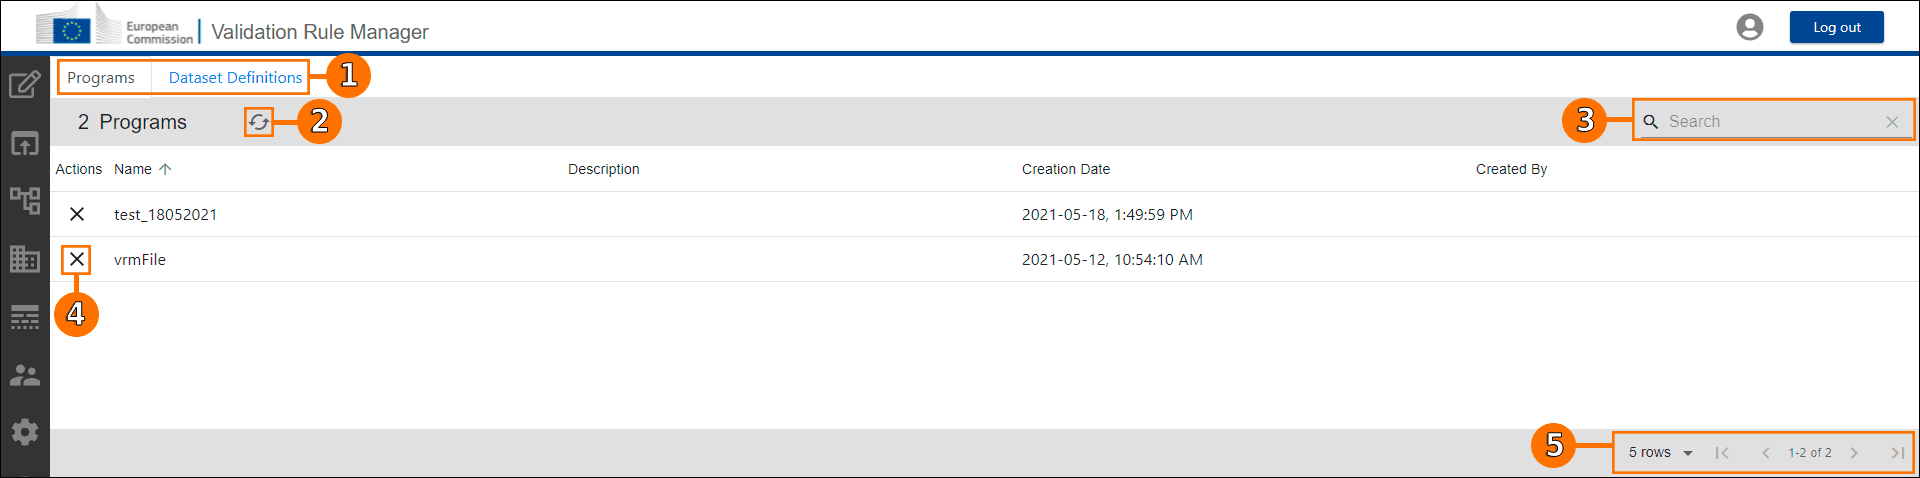 European
Commission
Validation Rule Manager
Log out
Programs
Dataset Definitions
1
2 Programs
2
3
Search
Actions Name Description Creation Date Created By
test_18052021 2021-05-18, 1:49:59 PM
vrmFile 2021-05-12, 10:54:10 AM
4
5
5 rows
1-2 of 2